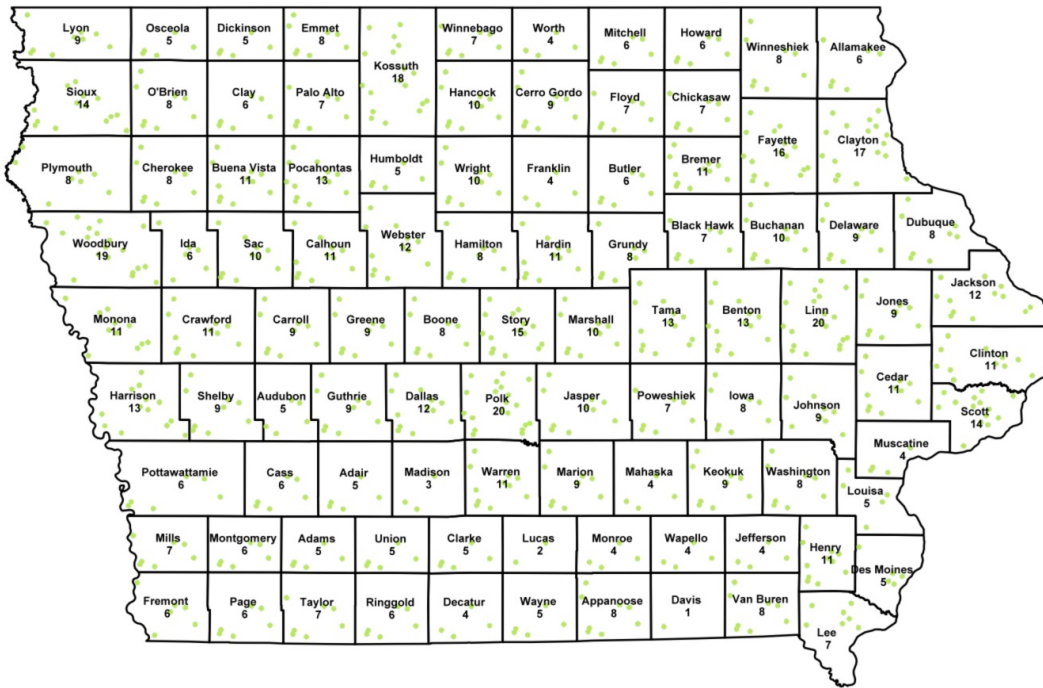 Lyon
9
Osceola
5
Dickinson
5
Emmet
8
Kossuth
18
Winnebago
7
Worth
4
Mitchell
6
Howard
6
Winneshiek
8
Allamakee
6
Sioux
14
O'Brien
8
Clay
6
Palo Alto
7
Hancock
10
Cerro Gordo
9
Floyd
7
Chickasaw
7
Fayette
16
Clayton
17
Plymouth
8
Cherokee
8
Buena Vista
11
Pocahontas
13
Humboldt
5
Wright
10
Franklin
4
Butler
6
Bremer
11
Woodbury
19
Ida
6
Sac
10
Calhoun
11
Webster
12
Hamilton
8
Hardin
11
Grundy
8
Black Hawk
7
Buchanan
10
Delaware
9
Dubuque
8
Monona
11
Crawford
11
Carroll
9
Greene
9
Boone
8
Story
15
Marshall
10
Tama
13
Benton
13
Linn
20
Jones
9
Jackson
12
Clinton
11
Harrison
13
Shelby
9
Audubon
5
Guthrie
9
Dallas
12
Polk
20
Jasper
10
Poweshiek
7
Iowa
8
Johnson
9
Cedar
11
Scott
14
Muscatine
4
Pottawattamie
6
Cass
6
Adair
5
Madison
3
Warren
11
Marion
9
Mahaska
4
Keokuk
9
Washington
8
Louisa
5
Mills
7
Montgomery
6
Adams
5
Union
5
Clarke
5
Lucas
2
Monroe
4
Wapello
4
Jefferson
4
Henry
11
Des Moines
5
Fremont
6
Page
6
Taylor
7
Ringgold
6
Decatur
4
Wayne
5
Appanoose
8
Davis
1
Van Buren
8
Lee
7